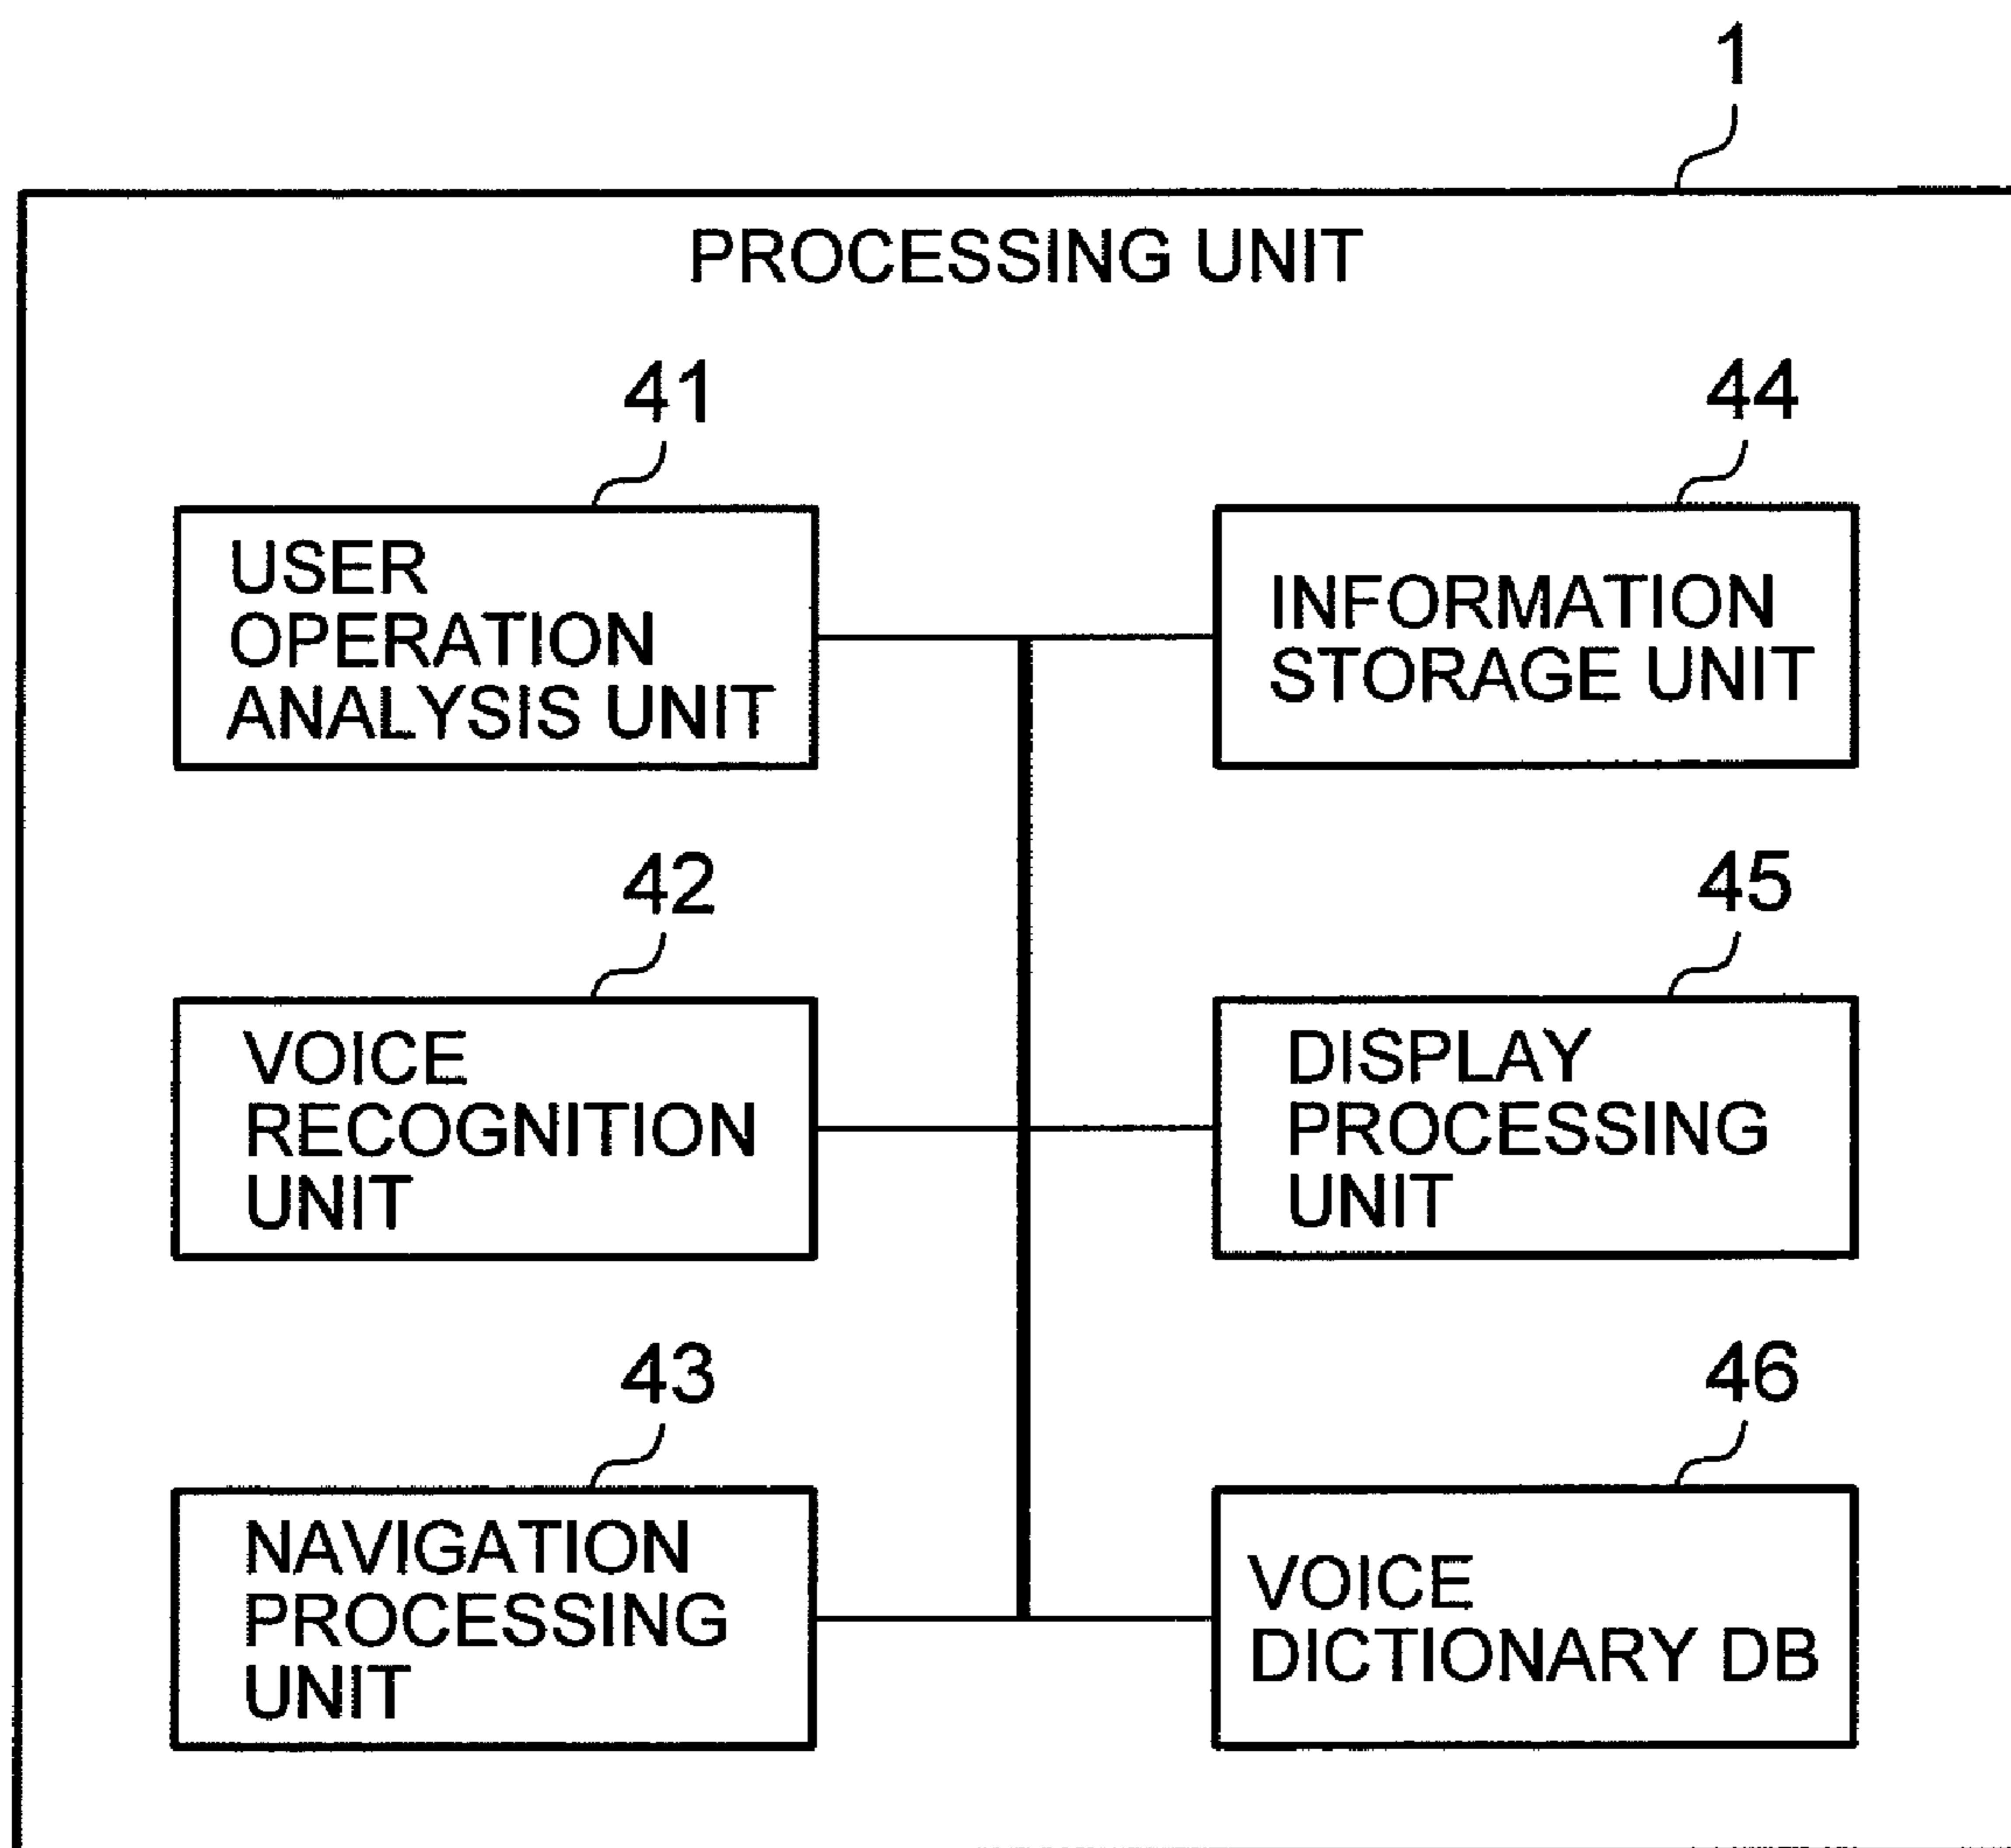 1
PROCESSING UNIT
41
USER
OPERATION
ANALYSIS UNIT
44
INFORMATION
STORAGE UNIT
42
VOICE
RECOGNITION
UNIT
45
DISPLAY
PROCESSING
UNIT
43
NAVIGATION
PROCESSING
UNIT
46
VOICE
DICTIONARY DB